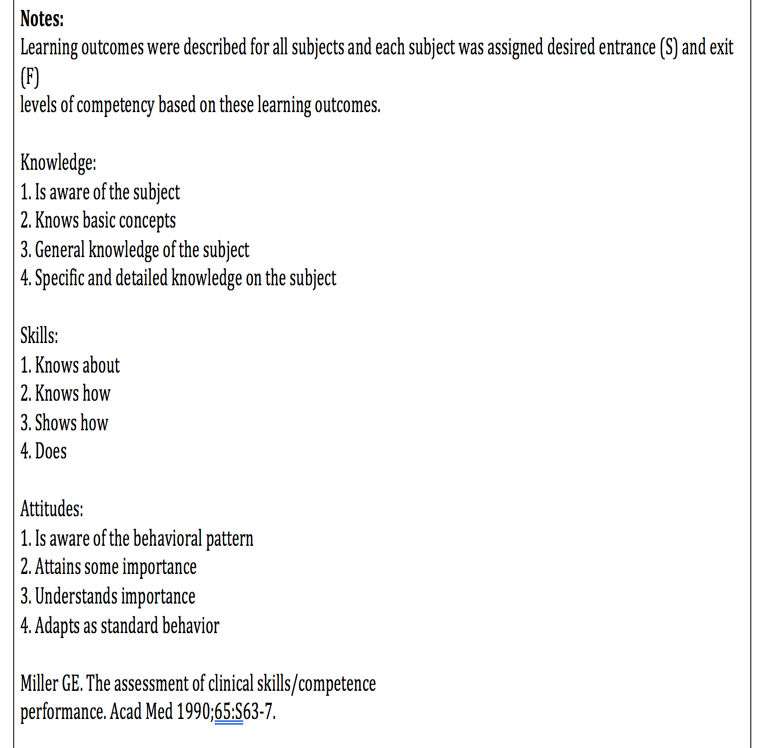 Notes:
Learning outcomes were described for all subjects and each subject was assigned desired entrance (S) and exit
(F)
levels of competency based on these learning outcomes.
Knowledge:
1. Is aware of the subject
2. Knows basic concepts
3. General knowledge of the subject
4. Specific and detailed knowledge on the subject
Skills:
1. Knows about
2. Knows how
3. Shows how
4. Does
Attitudes:
1. Is aware of the behavioral pattern
2. Attains some importance
3. Understands importance
4. Adapts as standard behavior
Miller GE. The assessment of clinical skills/competence
performance. Acad Med 1990;65:S63-7.